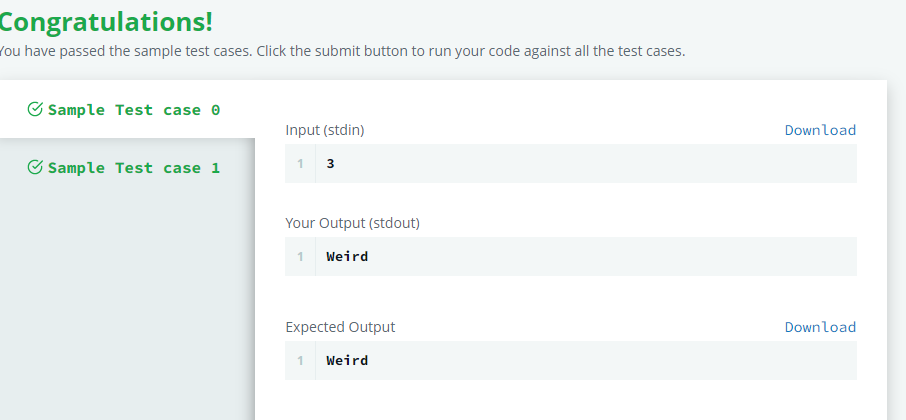 Congratulations!
You have passed the sample test cases. Click the submit button to run your code against all the test cases.
Sample Test case 0
Sample Test case 1
Input (stdin)
Download
1 3
Your Output (stdout)
1 Weird
Expected Output
Download
1 Weird